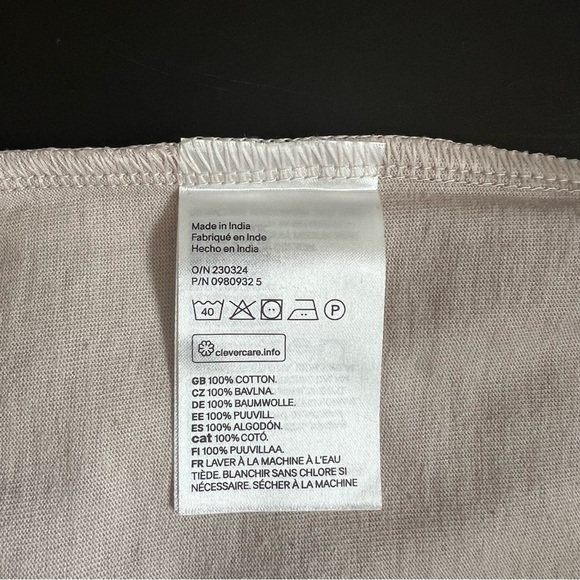 Made in India
Fabriqué en Inde
Hecho en India
O/N 230324
P/N 0980932 5
40 P
clevercare.info
GB 100% COTTON.
CZ 100% BAVLNA.
DE 100% BAUMWOLLE.
EE 100% PUUVILL.
ES 100% ALGODÓN.
cat 100% COTÓ.
FI 100% PUUVILLAA.
FR LAVER À LA MACHINE À L'EAU
TIÈDE. BLANCHIR SANS CHLORE SI
NÉCESSAIRE. SÉCHER À LA MACHINE